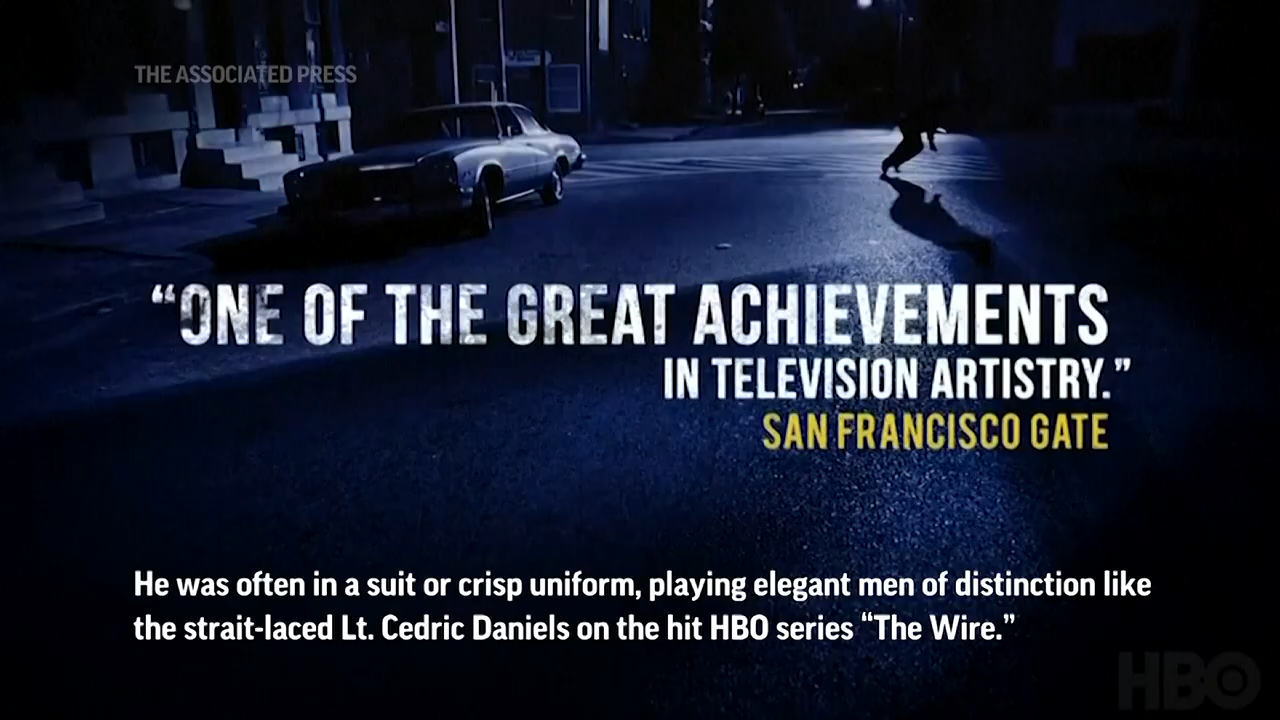 THE ASSOCIATED PRESS
“ONE OF THE GREAT ACHIEVEMENTS
IN TELEVISION ARTISTRY.”
SAN FRANCISCO GATE
He was often in a suit or crisp uniform, playing elegant men of distinction like
the strait-laced Lt. Cedric Daniels on the hit HBO series “The Wire.”
HBO